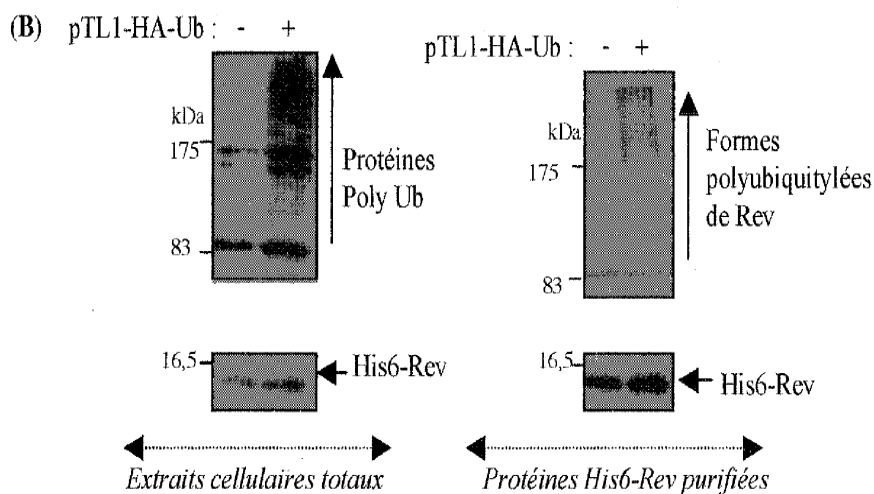 (B) pTL1-HA-Ub : - +
pTL1-HA-Ub : - +
kDa
175
83
Protéines
Poly Ub
kDa
175
83
Formes
polyubiquitylées
de Rev
16,5
His6-Rev
16,5
His6-Rev
Extraits cellulaires totaux
Protéines His6-Rev purifiées